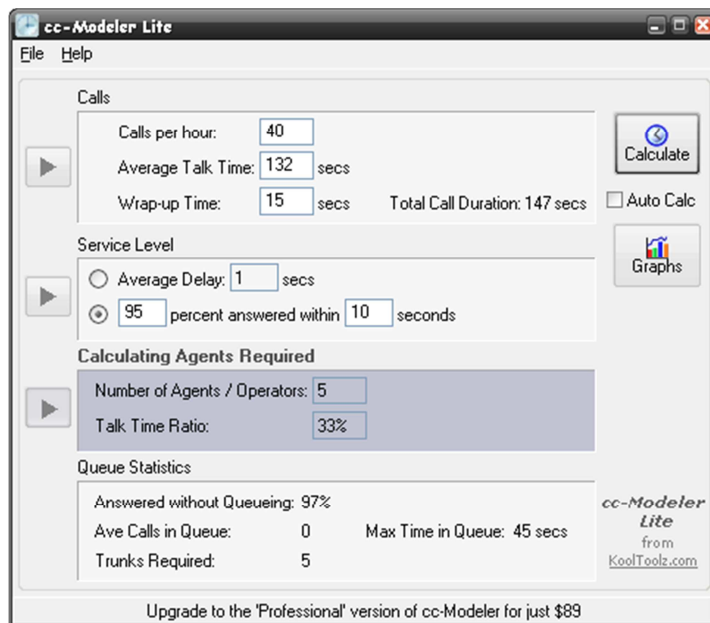 cc-Modeler Lite
File Help
Calls
Calls per hour: 40
Average Talk Time: 132 secs
Wrap-up Time: 15 secs Total Call Duration: 147 secs
Calculate
Auto Calc
Graphs
Service Level
Average Delay: 1 secs
95 percent answered within 10 seconds
Calculating Agents Required
Number of Agents / Operators: 5
Talk Time Ratio: 33%
Queue Statistics
Answered without Queueing: 97%
Ave Calls in Queue: 0 Max Time in Queue: 45 secs
Trunks Required: 5
cc-Modeler
Lite
from
KoolToolz.com
Upgrade to the 'Professional' version of cc-Modeler for just $89